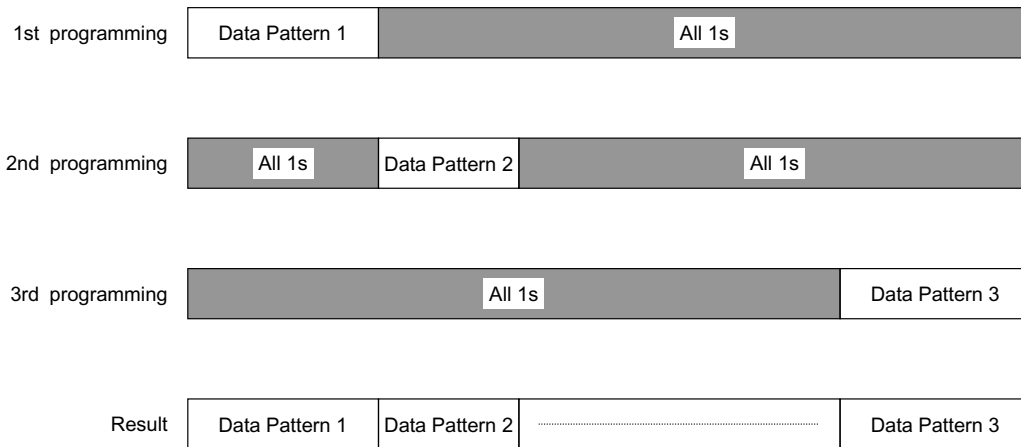 1st programming Data Pattern 1 All 1s
2nd programming All 1s Data Pattern 2 All 1s
3rd programming All 1s Data Pattern 3
Result Data Pattern 1 Data Pattern 2 Data Pattern 3